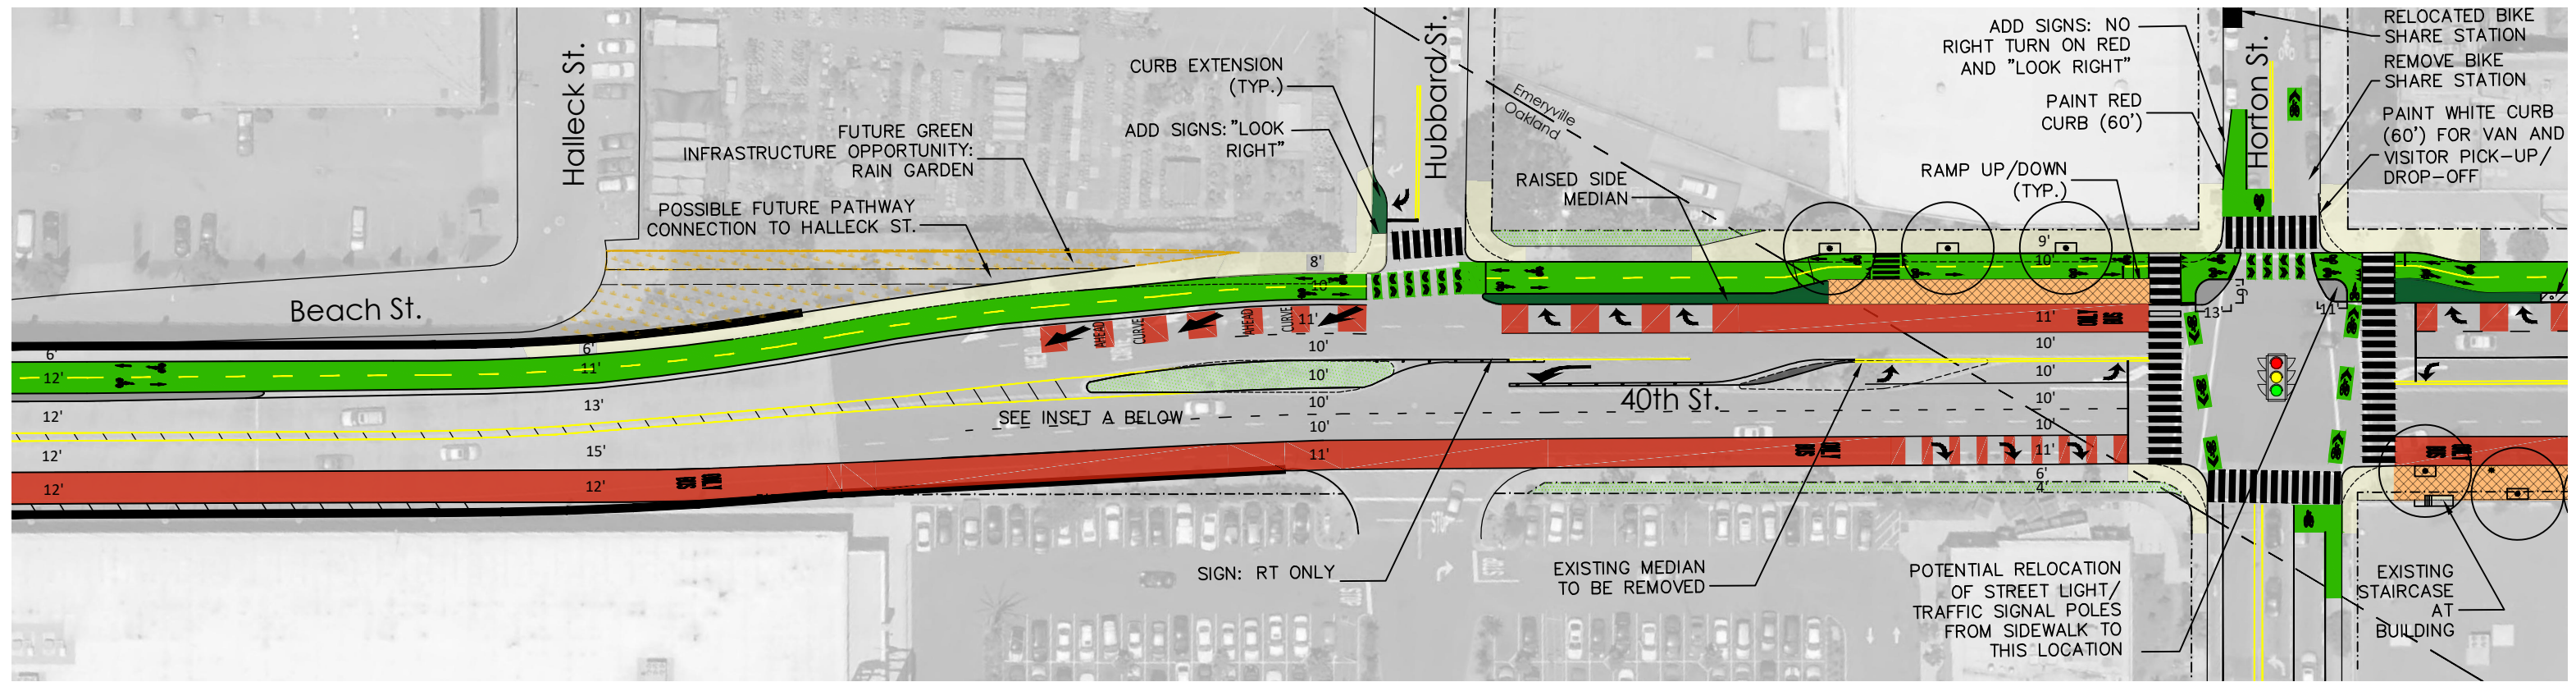 Halleck St.
Beach St.
CURB EXTENSION
(TYP.)
ADD SIGNS:"LOOK
RIGHT"
FUTURE GREEN
INFRASTRUCTURE OPPORTUNITY:
RAIN GARDEN
POSSIBLE FUTURE PATHWAY
CONNECTION TO HALLECK ST.
Hubbard St.
Emeryville
Oakland
RAISED SIDE
MEDIAN
ADD SIGNS: NO
RIGHT TURN ON RED
AND "LOOK RIGHT"
PAINT RED
CURB (60')
RAMP UP/DOWN
(TYP.)
Horton St.
RELOCATED BIKE
SHARE STATION
REMOVE BIKE
SHARE STATION
PAINT WHITE CURB
(60') FOR VAN AND
VISITOR PICK-UP/
DROP-OFF
6'
12'
12'
12'
12'
6'
11'
13'
15'
12'
8'
10'
11'
10'
10'
10'
10'
11'
AHEAD
CURVE
AHEAD
CURVE
9'
10'
11'
10'
10'
10'
10'
11'
6'
4'
9'
13'
11'
SEE INSET A BELOW
40th St.
SIGN: RT ONLY
EXISTING MEDIAN
TO BE REMOVED
POTENTIAL RELOCATION
OF STREET LIGHT/
TRAFFIC SIGNAL POLES
FROM SIDEWALK TO
THIS LOCATION
EXISTING
STAIRCASE
AT
BUILDING
STOP
STOP
STOP